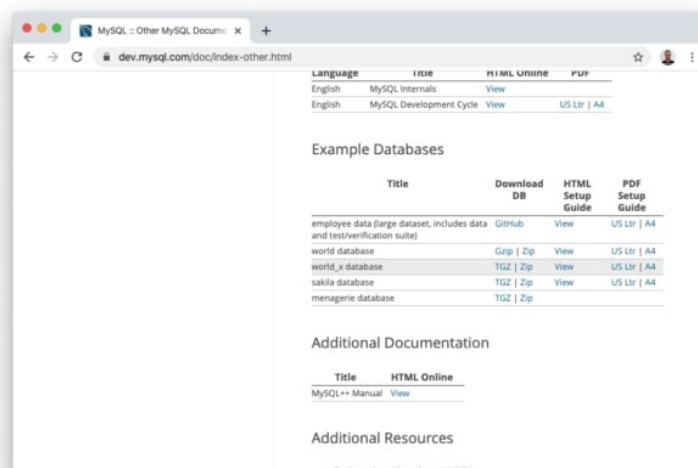 MySQL :: Other MySQL Docume
dev.mysql.com/doc/index-other.html
Language Title HTML Online PDF
English MySQL Internals View
English MySQL Development Cycle View US Ltr | A4
Example Databases
Title Download DB HTML Setup Guide PDF Setup Guide
employee data (large dataset, includes data and test/verification suite) GitHub View US Ltr | A4
world database Gzip | Zip View US Ltr | A4
world_x database TGZ | Zip View US Ltr | A4
sakila database TGZ | Zip View US Ltr | A4
menagerie database TGZ | Zip
Additional Documentation
Title HTML Online
MySQL++ Manual View
Additional Resources